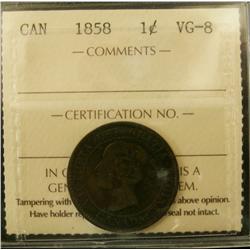 CAN 1858 1¢ VG-8
— COMMENTS —
— CERTIFICATION NO. —
IN
IS A
GEN
EM.
Tampering with
above opinion.
Have holder
seal not intact.